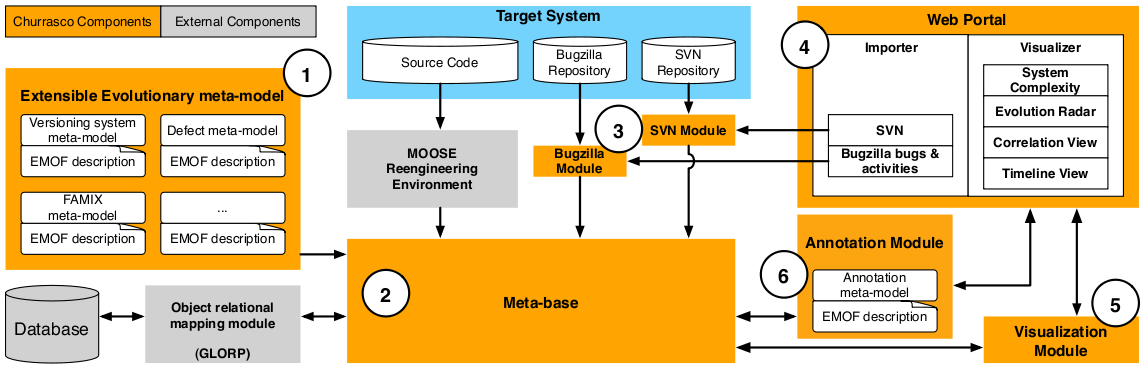 Churrasco Components
External Components
1
Extensible Evolutionary meta-model
Versioning system
meta-model
EMOF description
Defect meta-model
EMOF description
FAMIX
meta-model
EMOF description
...
EMOF description
Database
Object relational
mapping module
(GLORP)
Target System
Source Code
Bugzilla
Repository
SVN
Repository
MOOSE
Reengineering
Environment
3
SVN Module
Bugzilla
Module
2
Meta-base
Web Portal
4
Importer
SVN
Bugzilla bugs &
activities
Visualizer
System
Complexity
Evolution Radar
Correlation View
Timeline View
Annotation Module
6
Annotation
meta-model
EMOF description
5
Visualization
Module